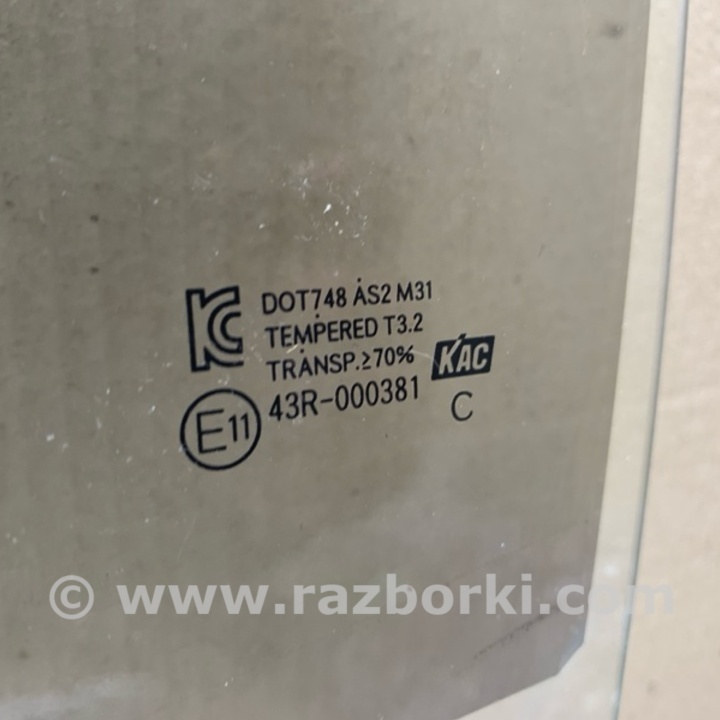 KC DOT748 AS2 M31
TEMPERED T3.2
TRANSP.≥70% KAC
E11 43R-000381 C
© www.razborki.com